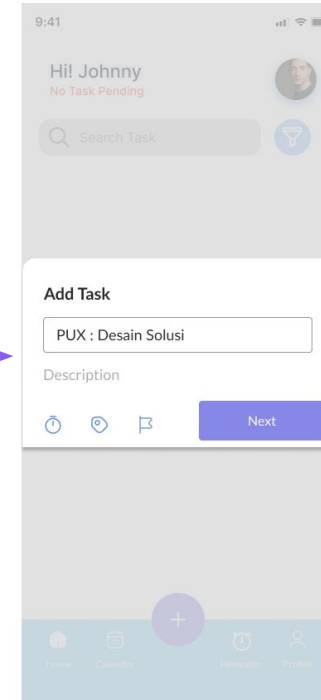 9:41
Hi! Johnny
No Task Pending
Search Task
Add Task
PUX : Desain Solusi
Description
Next
Home
Calendar
Profile